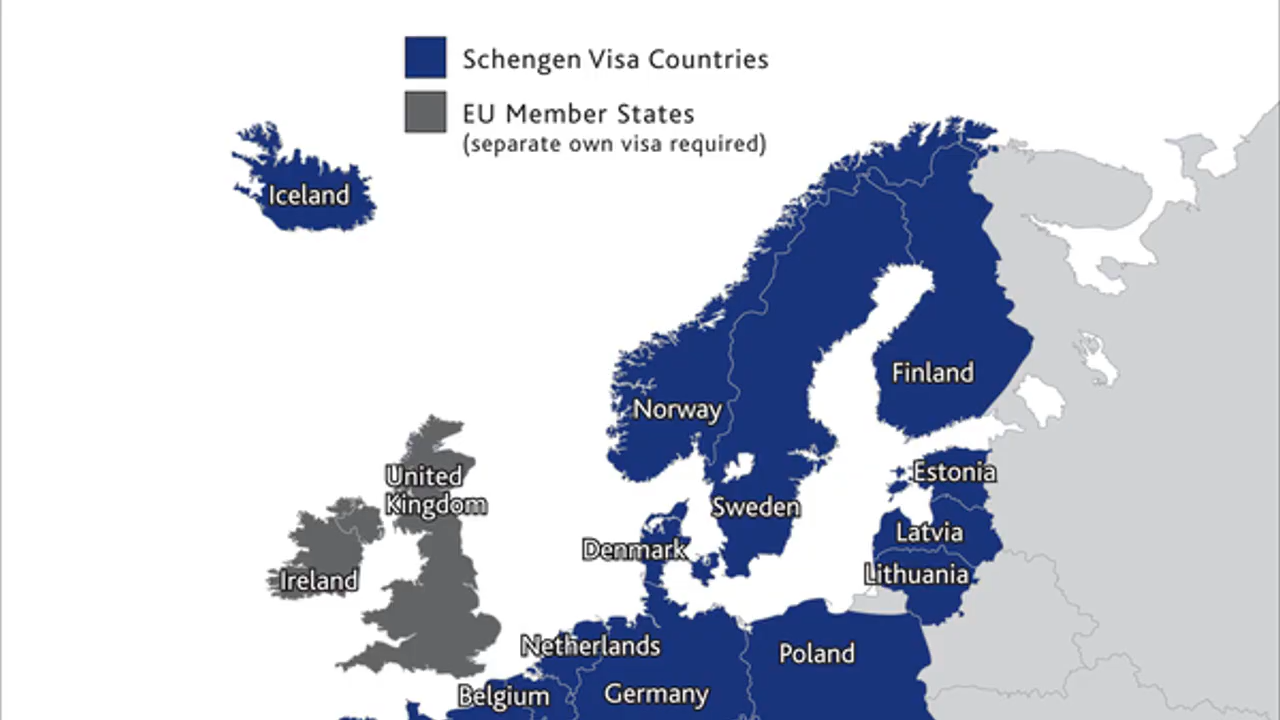 Schengen Visa Countries
EU Member States
(separate own visa required)
Iceland
Finland
Norway
United
Kingdom
Estonia
Sweden
Latvia
Denmark
Lithuania
Ireland
Netherlands
Poland
Belgium
Germany